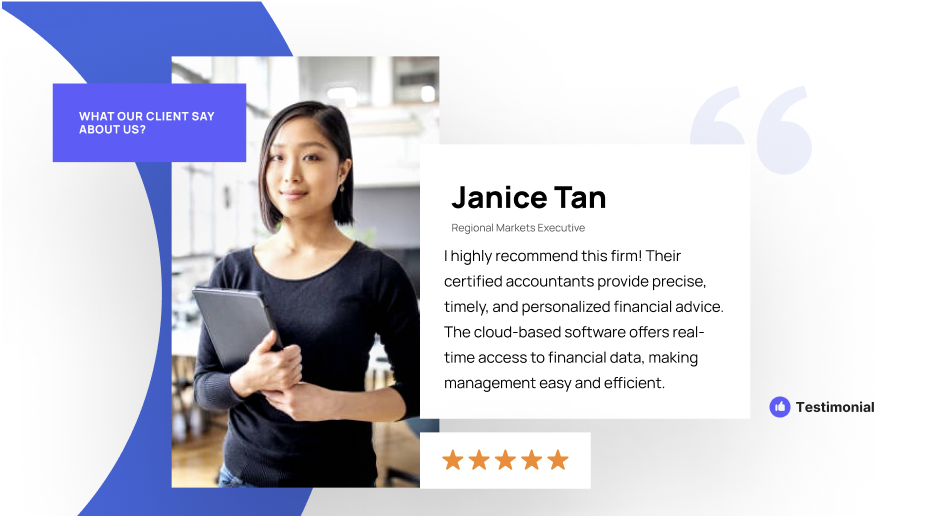 WHAT OUR CLIENT SAY
ABOUT US?
Janice Tan
Regional Markets Executive
I highly recommend this firm! Their
certified accountants provide precise,
timely, and personalized financial advice.
The cloud-based software offers real-
time access to financial data, making
management easy and efficient.
Testimonial